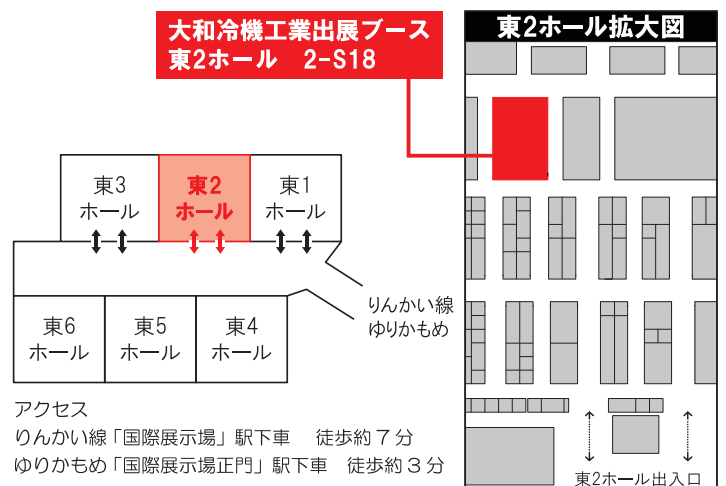 大和冷機工業出展ブース
東2ホール 2-S18
東2ホール拡大図
東3
ホール
東2
ホール
東1
ホール
りんかい線
ゆりかもめ
東6
ホール
東5
ホール
東4
ホール
アクセス
りんかい線「国際展示場」駅下車 徒歩約7分
ゆりかもめ「国際展示場正門」駅下車 徒歩約3分
東2ホール出入口